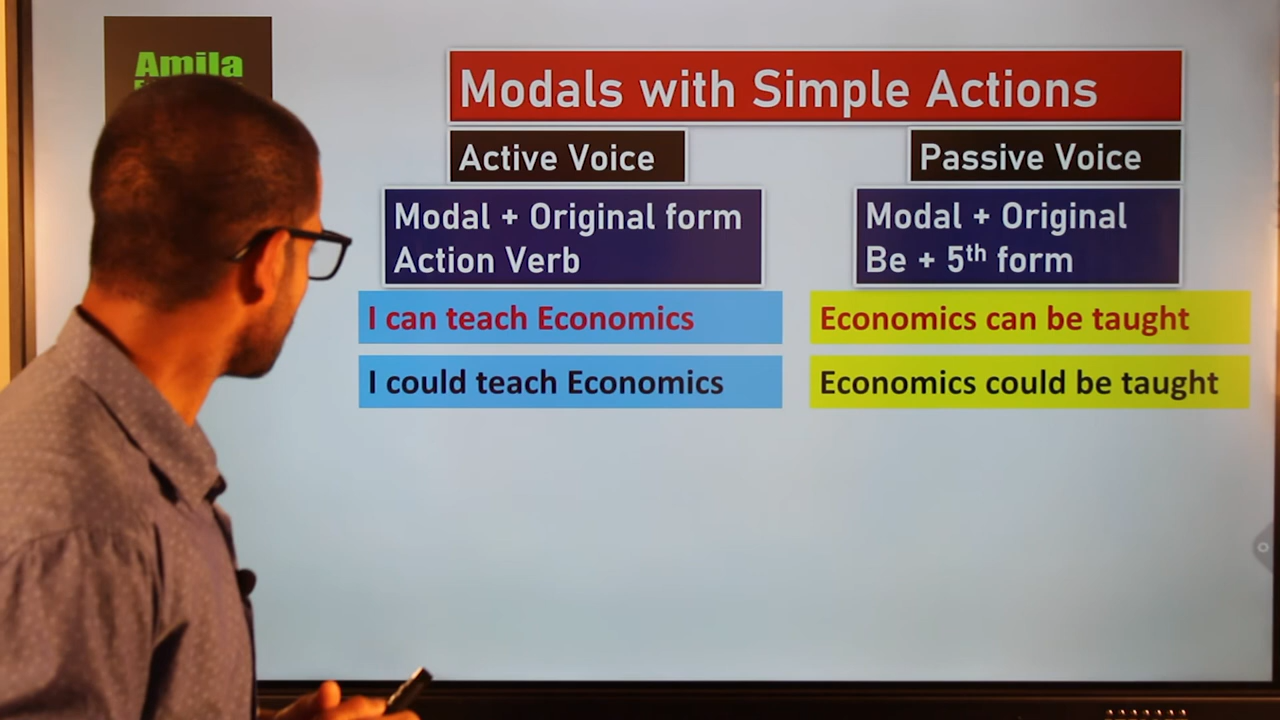 Amila
Modals with Simple Actions
Active Voice
Passive Voice
Modal + Original form
Action Verb
Modal + Original
Be + 5th form
I can teach Economics
Economics can be taught
I could teach Economics
Economics could be taught